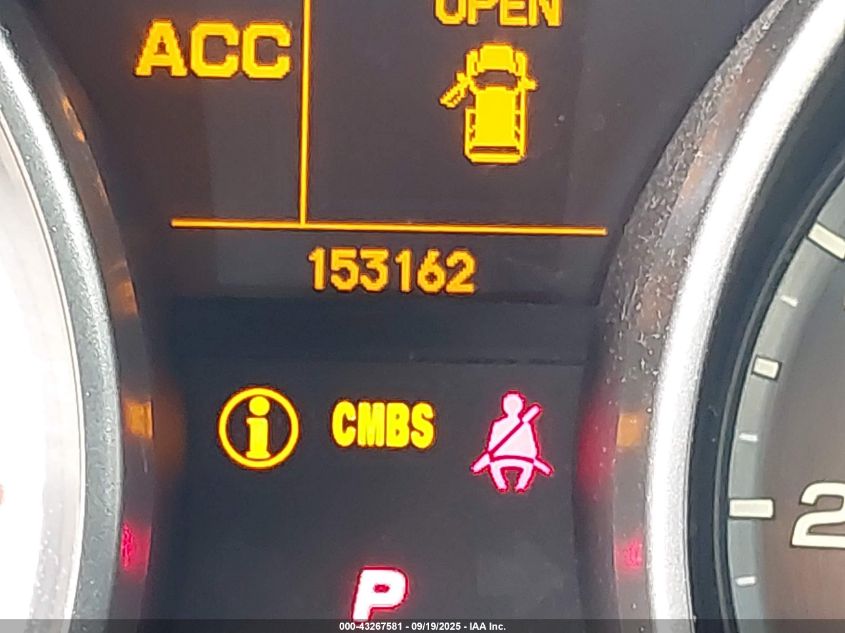 OPEN
ACC
153162
i CMBS
P
2
000-43267581 - 09/19/2025 - IAA Inc.